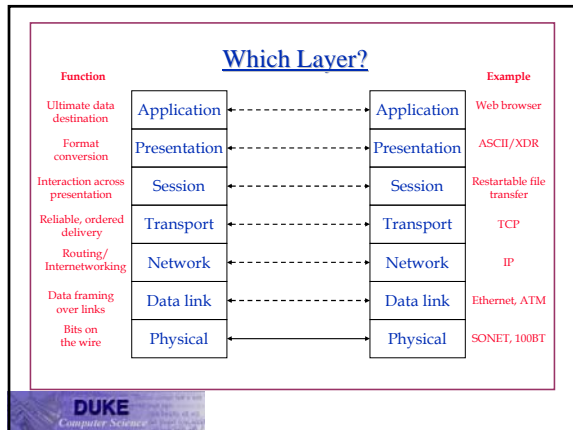 Which Layer?
Function
Example
Ultimate data
destination
Application
Application
Web browser
Format
conversion
Presentation
Presentation
ASCII/XDR
Interaction across
presentation
Session
Session
Restartable file
transfer
Reliable, ordered
delivery
Transport
Transport
TCP
Routing/
Internetworking
Network
Network
IP
Data framing
over links
Data link
Data link
Ethernet, ATM
Bits on
the wire
Physical
Physical
SONET, 100BT
DUKE
Computer Science